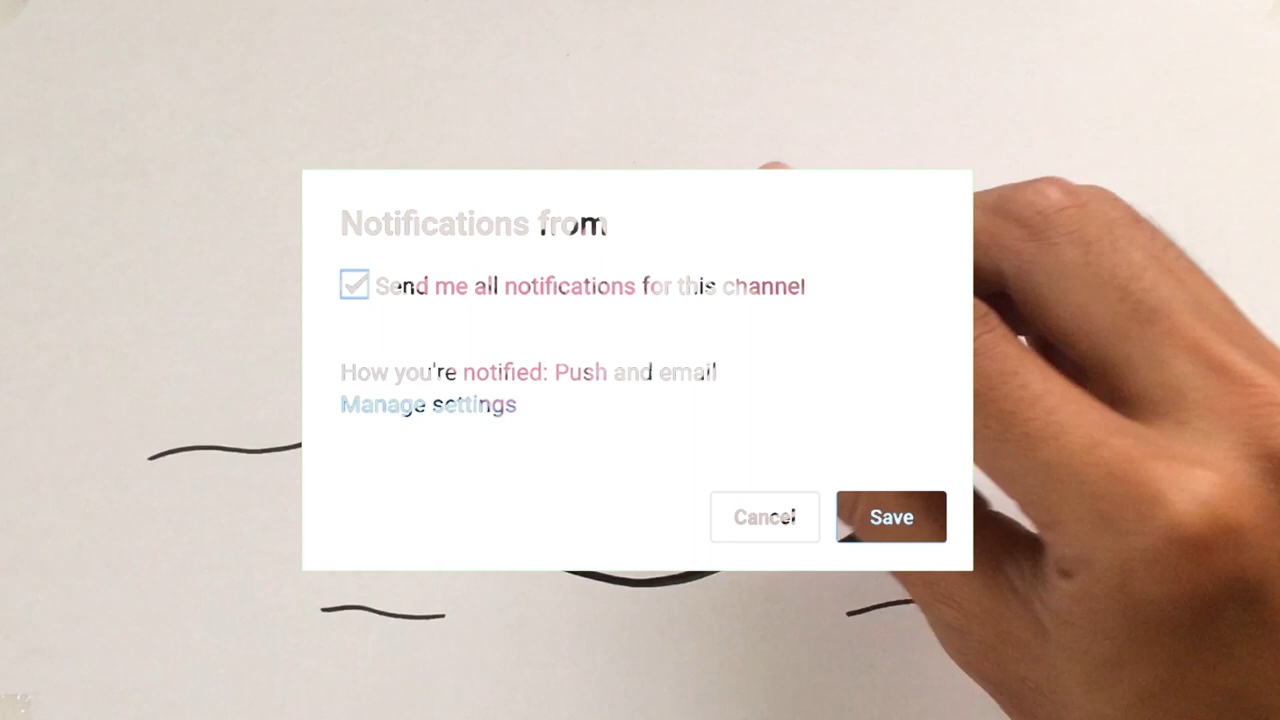 Notifications from
Send me all notifications for this channel
How you're notified: Push and email
Manage settings
Cancel
Save